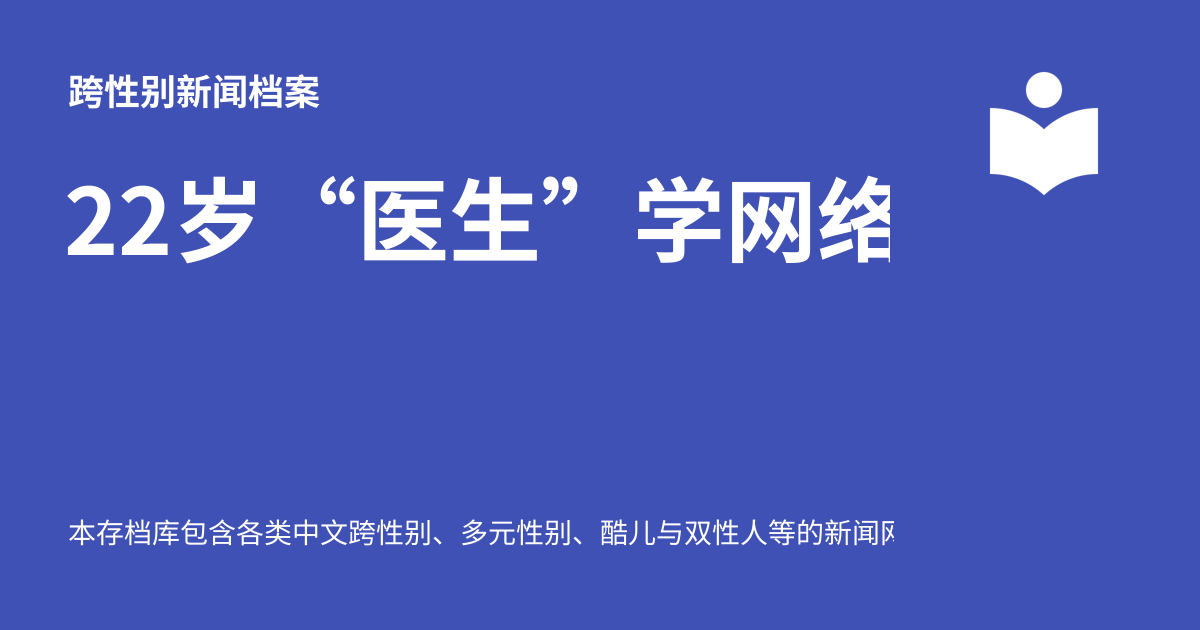 跨性别新闻档案
22岁 “医生” 学网络
本存档库包含各类中文跨性别、多元性别、酷儿与双性人等的新闻网